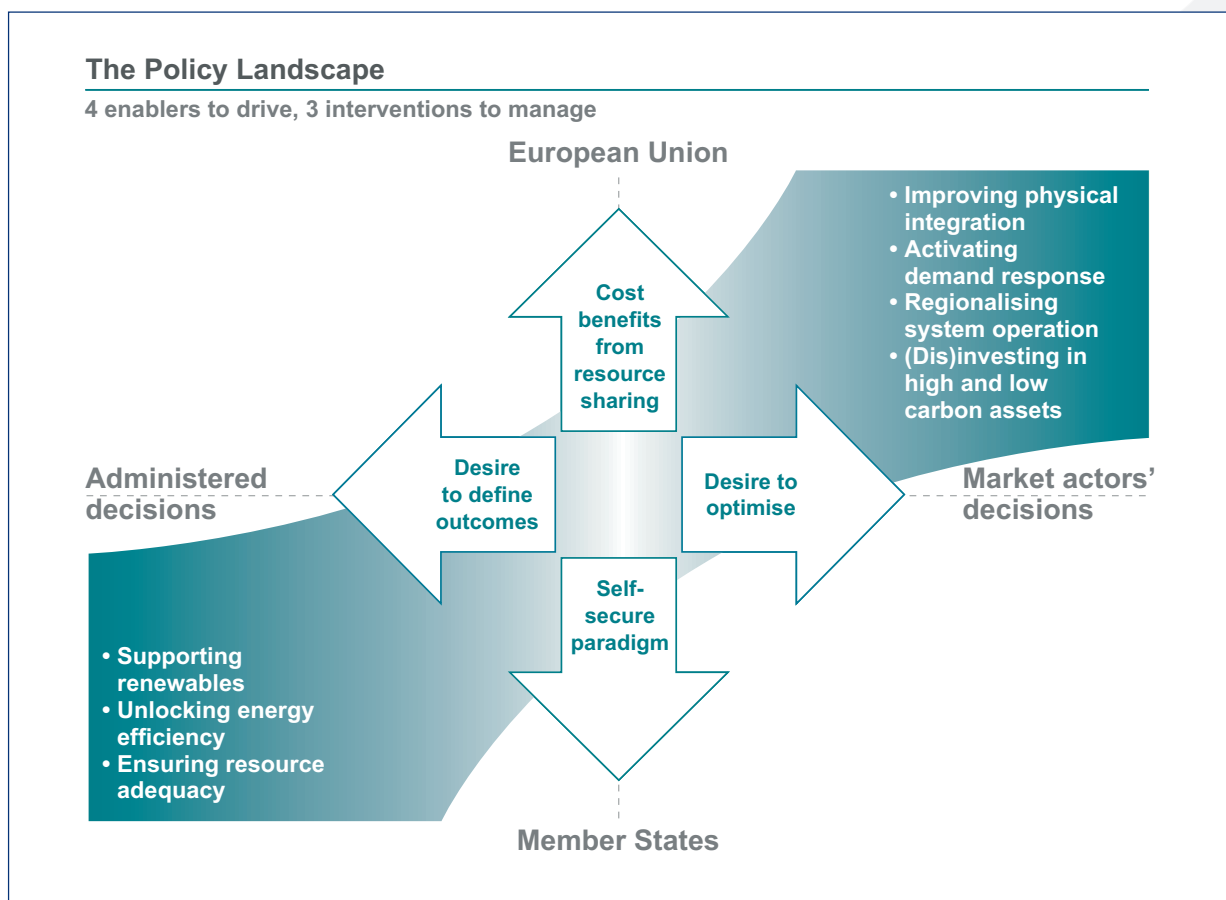 The Policy Landscape
4 enablers to drive, 3 interventions to manage
European Union
• Improving physical
integration
• Activating
demand response
• Regionalising
system operation
• (Dis)investing in
high and low
carbon assets
Cost
benefits
from
resource
sharing
Administered
decisions
Desire
to define
outcomes
Desire to
optimise
Market actors’
decisions
Self-
secure
paradigm
• Supporting
renewables
• Unlocking energy
efficiency
• Ensuring resource
adequacy
Member States